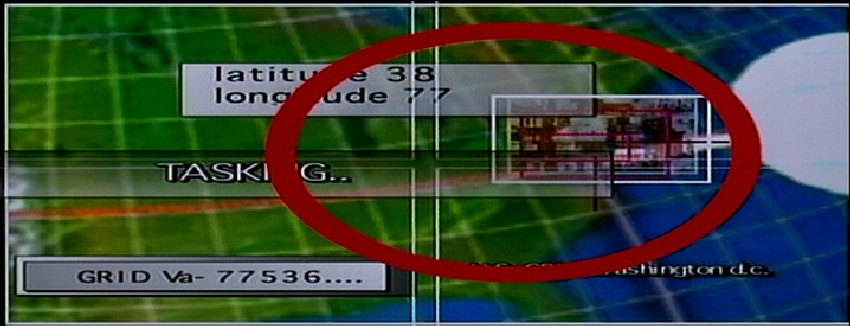 latitude 38
longitude 77
TASKING..
GRID Va- 77536....
Washington d.c.